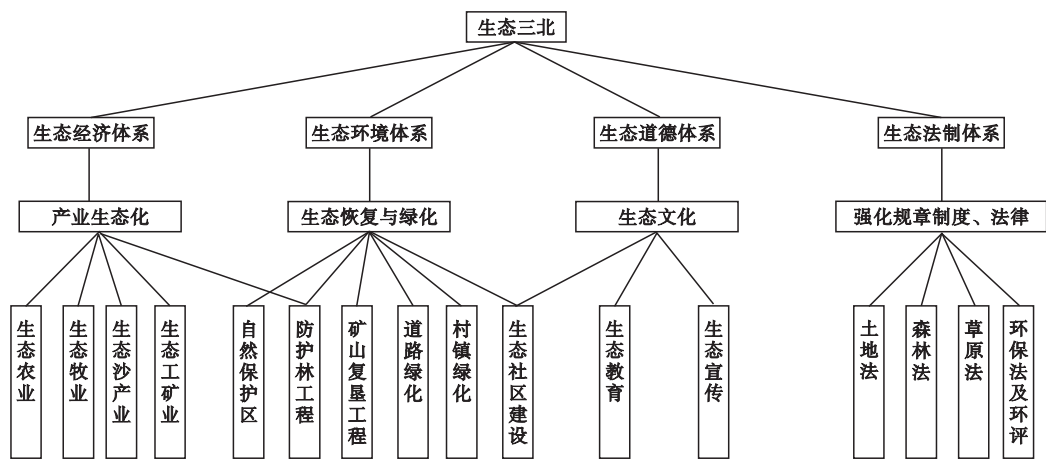 生态三北
生态经济体系
生态环境体系
生态道德体系
生态法制体系
产业生态化
生态恢复与绿化
生态文化
强化规章制度、法律
生态农业
生态牧业
生态沙产业
生态工矿业
自然保护区
防护林工程
矿山复垦工程
道路绿化
村镇绿化
生态社区建设
生态教育
生态宣传
土地法
森林法
草原法
环保法及环评